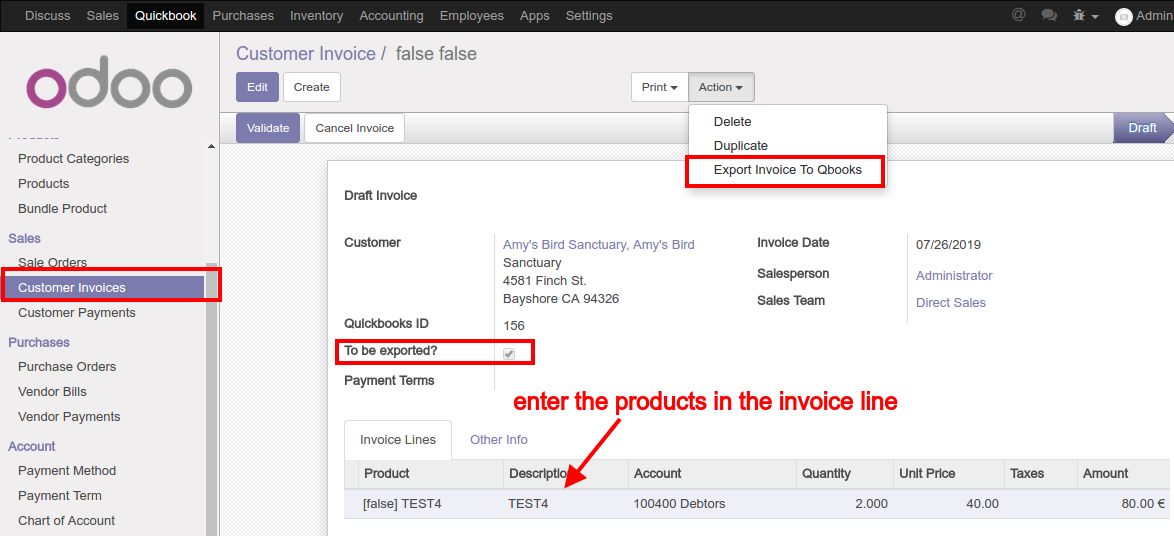 Discuss Sales Quickbook Purchases Inventory Accounting Employees Apps Settings @ Admin
odoo
Customer Invoice / false false
Edit Create Print Action
Validate Cancel Invoice Draft
Delete
Duplicate
Export Invoice To Qbooks
Products
Product Categories
Products
Bundle Product
Sales
Sale Orders
Customer Invoices
Customer Payments
Purchases
Purchase Orders
Vendor Bills
Vendor Payments
Account
Payment Method
Payment Term
Chart of Account
Draft Invoice
Customer Amy's Bird Sanctuary, Amy's Bird
Sanctuary
4581 Finch St.
Bayshore CA 94326
Quickbooks ID 156
To be exported?
Payment Terms
Invoice Date 07/26/2019
Salesperson Administrator
Sales Team Direct Sales
enter the products in the invoice line
Invoice Lines Other Info
Product Description Account Quantity Unit Price Taxes Amount
[false] TEST4 TEST4 100400 Debtors 2.000 40.00 80.00 €